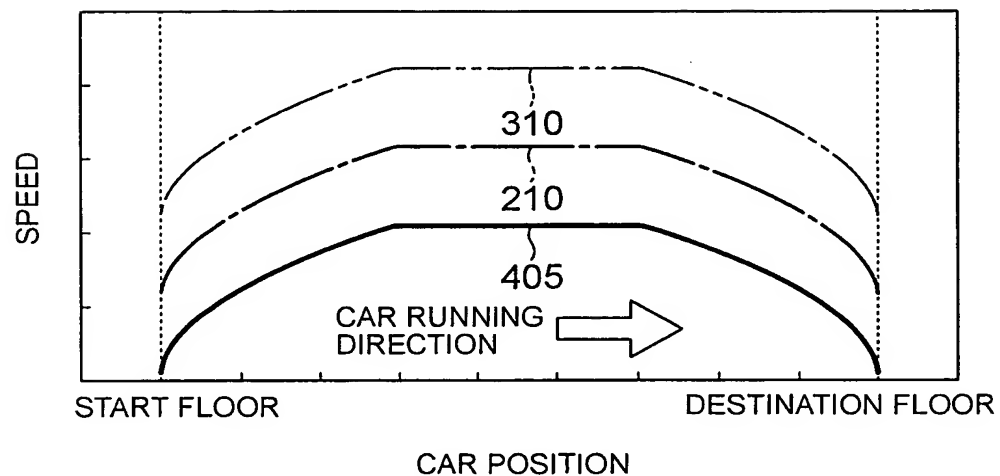 SPEED
310
210
405
CAR RUNNING
DIRECTION
START FLOOR
DESTINATION FLOOR
CAR POSITION